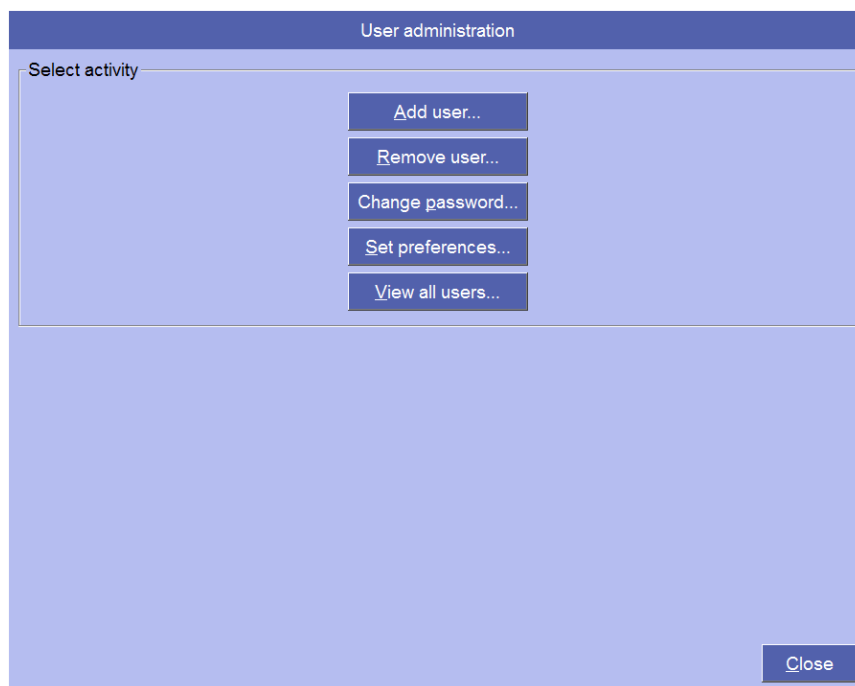 User administration
Select activity
Add user...
Remove user...
Change password...
Set preferences...
View all users...
Close